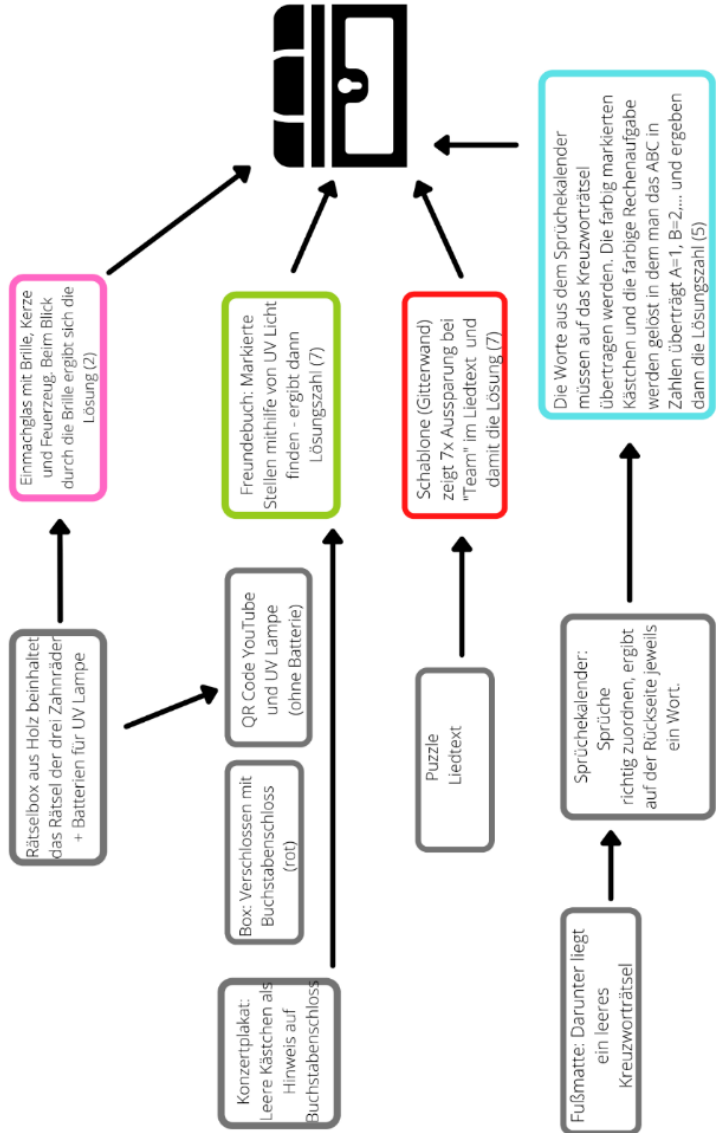 Rätselbox aus Holz beinhaltet
das Rätsel der drei Zahnräder
+ Batterien für UV Lampe
Einmachglas mit Brille, Kerze
und Feuerzeug. Beim Blick
durch die Brille ergibt sich die
Lösung (2)
Konzertplakat:
Leere Kästchen als
Hinweis auf
Buchstabenschloss
Box: Verschlossen mit
Buchstabenschloss
(rot)
QR Code YouTube
und UV Lampe
(ohne Batterie)
Freundebuch: Markierte
Stellen mithilfe von UV Licht
finden - ergibt dann
Lösungszahl (7)
Puzzle
Liedtext
Schablone (Gitterwand)
zeigt 7x Aussparung bei
"Team" im Liedtext und
damit die Lösung (7)
Fußmatte: Darunter liegt
ein leeres
Kreuzworträtsel
Sprüchekalender:
Sprüche
richtig zuordnen, ergibt
auf der Rückseite jeweils
ein Wort.
Die Worte aus dem Sprüchekalender
müssen auf das Kreuzworträtsel
übertragen werden. Die farbig markierten
Kästchen und die farbige Rechenaufgabe
werden gelöst in dem man das ABC in
Zahlen überträgt A=1, B=2,... und ergeben
dann die Lösungszahl (5)